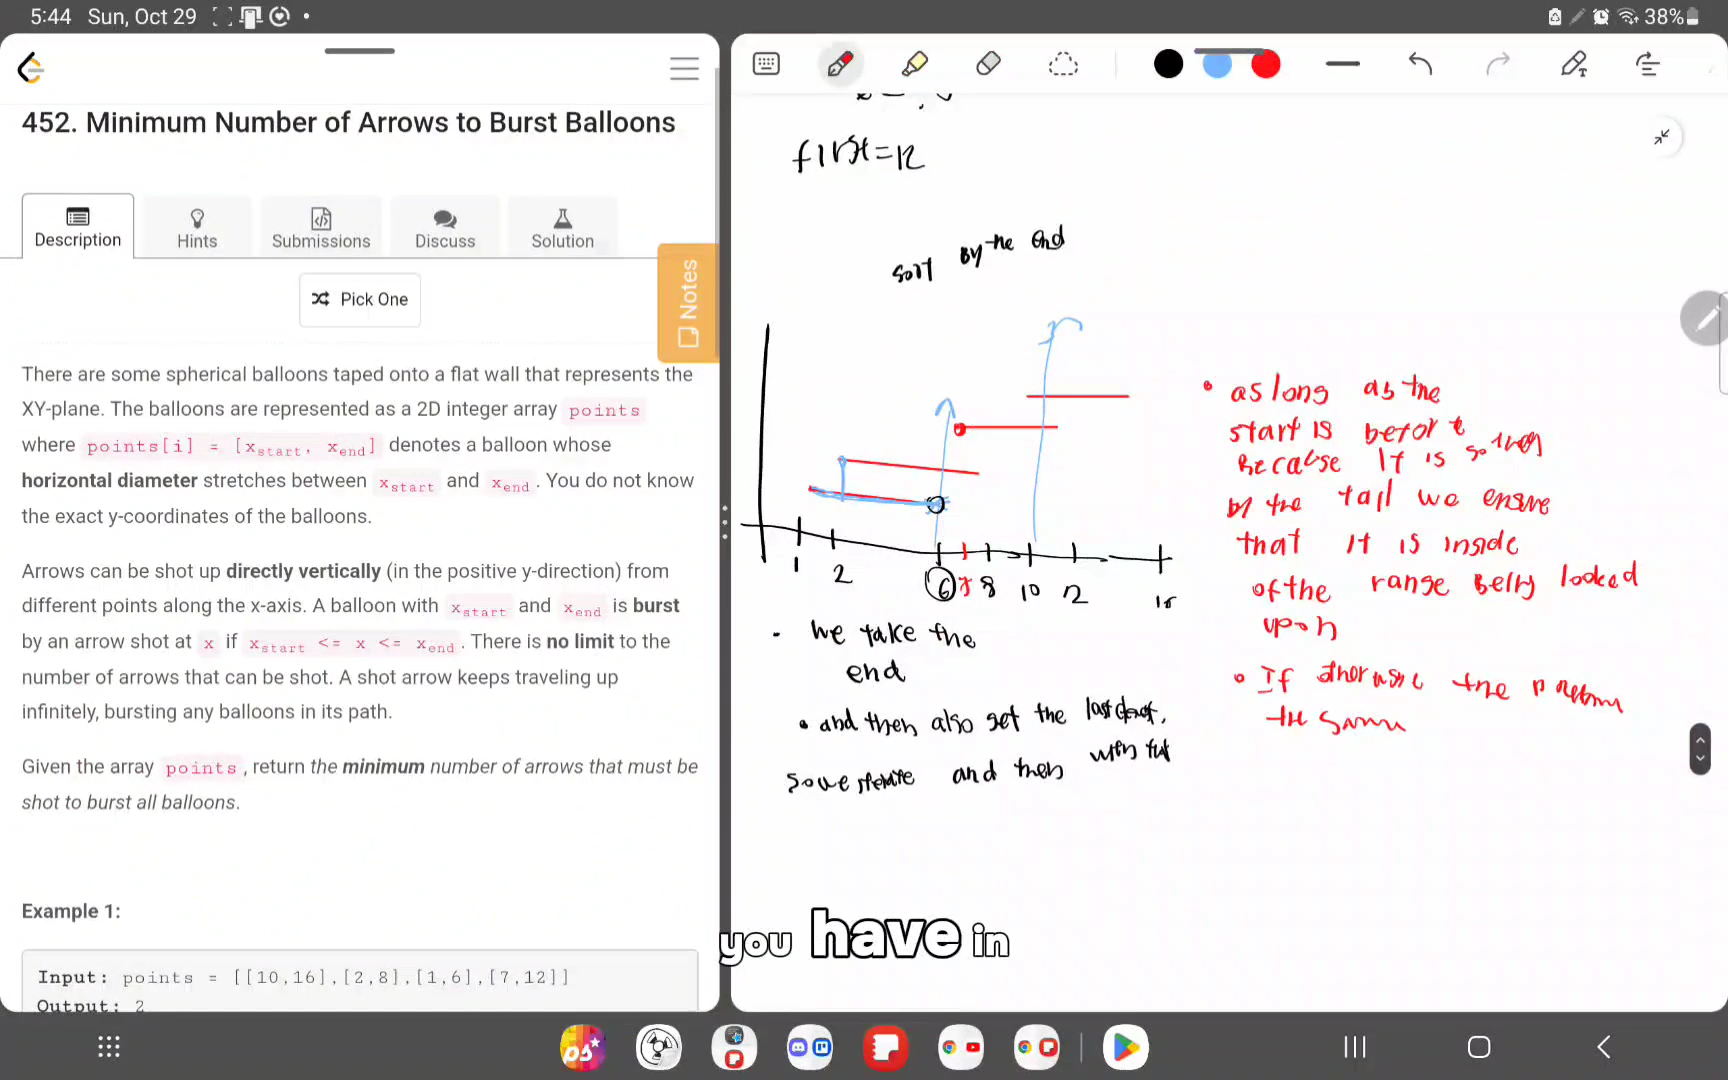 5:44 Sun, Oct 29
38%
452. Minimum Number of Arrows to Burst Balloons
Description
Hints
Submissions
Discuss
Solution
Pick One
Notes
There are some spherical balloons taped onto a flat wall that represents the
XY-plane. The balloons are represented as a 2D integer array points
where points[i] = [xstart, xend] denotes a balloon whose
horizontal diameter stretches between xstart and xend. You do not know
the exact y-coordinates of the balloons.
Arrows can be shot up directly vertically (in the positive y-direction) from
different points along the x-axis. A balloon with xstart and xend is burst
by an arrow shot at x if xstart <= x <= xend. There is no limit to the
number of arrows that can be shot. A shot arrow keeps traveling up
infinitely, bursting any balloons in its path.
Given the array points, return the minimum number of arrows that must be
shot to burst all balloons.
Example 1:
Input: points = [[10,16],[2,8],[1,6],[7,12]]
Output: 2
first=12
sort by the end
1 2 6 7 8 10 12
• we take the
end
• and then also set the last
and then
• as long as the
start is before
Because it is
by the tail we ensure
that it is inside
of the range being looked
upon
• If the
the same
you have in
ps